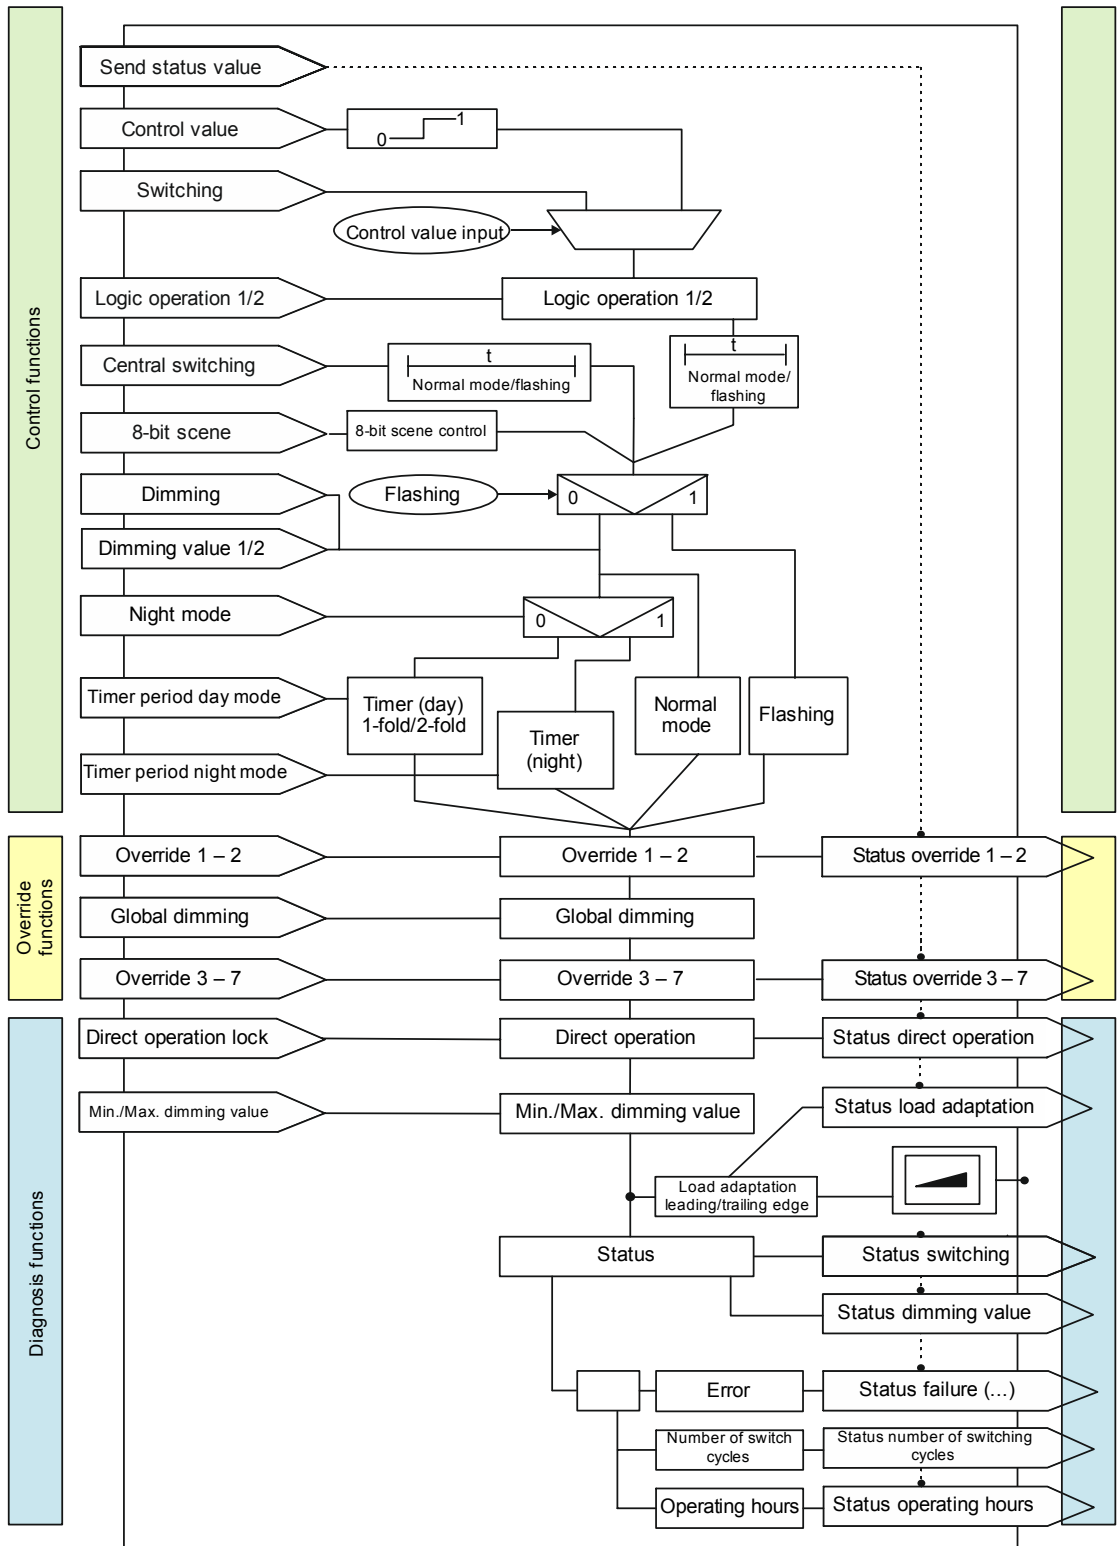 Send status value
Control value
0
1
Switching
Control value input
Logic operation 1/2
Logic operation 1/2
Central switching
t
Normal mode/flashing
t
Normal mode/
flashing
8-bit scene
8-bit scene control
Control functions
Dimming
Flashing
0
1
Dimming value 1/2
Night mode
0
1
Timer period day mode
Timer (day)
1-fold/2-fold
Normal
mode
Flashing
Timer
(night)
Timer period night mode
Override
functions
Override 1 – 2
Override 1 – 2
Status override 1 – 2
Global dimming
Global dimming
Override 3 – 7
Override 3 – 7
Status override 3 – 7
Diagnosis functions
Direct operation lock
Direct operation
Status direct operation
Min./Max. dimming value
Min./Max. dimming value
Status load adaptation
Load adaptation
leading/trailing edge
Status
Status switching
Status dimming value
Error
Status failure (...)
Number of switch
cycles
Status number of switching
cycles
Operating hours
Status operating hours